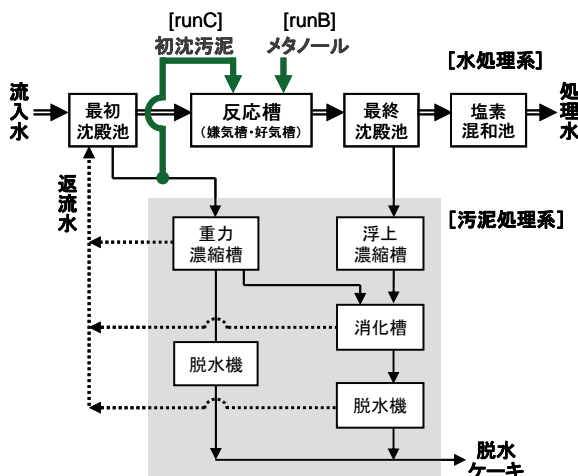 [runC]
[runB]
初沈汚泥
メタノール
[水処理系]
流入水
最初
沈殿池
反応槽
(嫌気槽・好気槽)
最終
沈殿池
塩素
混和池
処理水
返流水
[汚泥処理系]
重力
濃縮槽
浮上
濃縮槽
消化槽
脱水機
脱水機
脱水
ケーキ